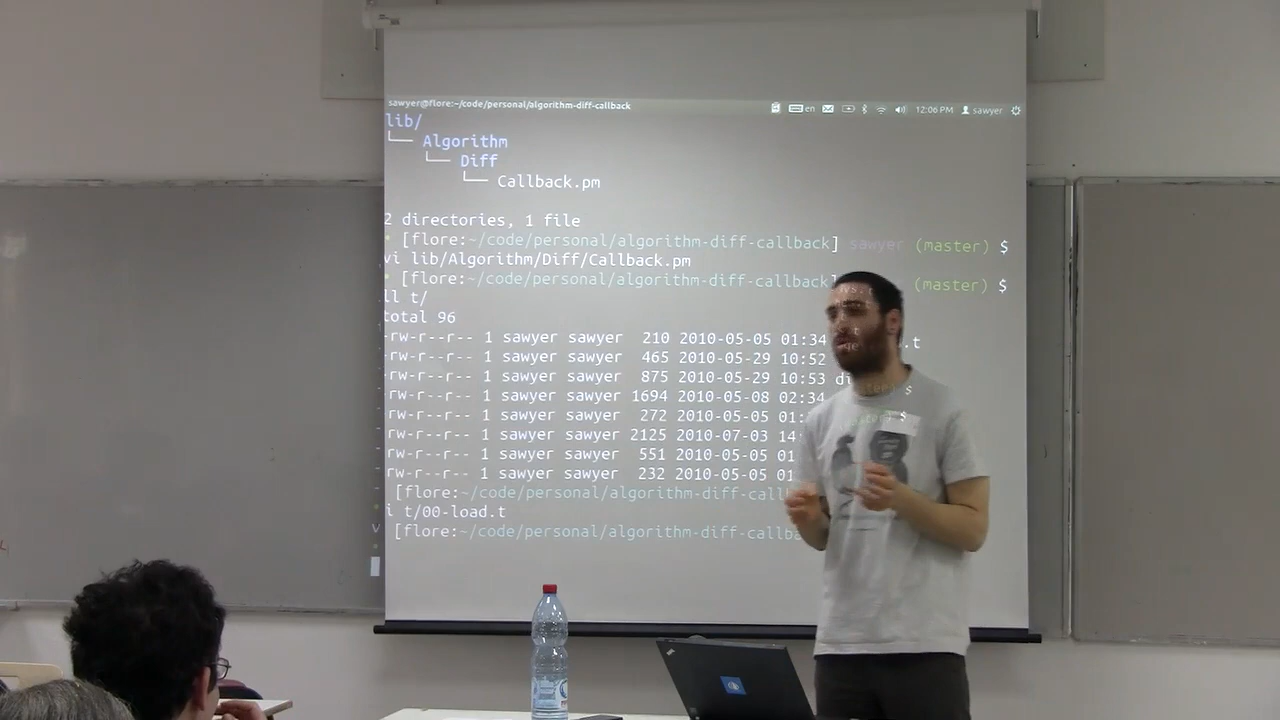 sawyer@flore:~/code/personal/algorithm-diff-callback en 12:06 PM sawyer
lib/
└── Algorithm
└── Diff
└── Callback.pm
2 directories, 1 file
[flore:~/code/personal/algorithm-diff-callback] sawyer (master) $
vi lib/Algorithm/Diff/Callback.pm
[flore:~/code/personal/algorithm-diff-callback] (master) $
ll t/
total 96
-rw-r--r-- 1 sawyer sawyer 210 2010-05-05 01:34
-rw-r--r-- 1 sawyer sawyer 465 2010-05-29 10:52
-rw-r--r-- 1 sawyer sawyer 875 2010-05-29 10:53
-rw-r--r-- 1 sawyer sawyer 1694 2010-05-08 02:34
-rw-r--r-- 1 sawyer sawyer 272 2010-05-05 01:
-rw-r--r-- 1 sawyer sawyer 2125 2010-07-03 14:
-rw-r--r-- 1 sawyer sawyer 551 2010-05-05 01
-rw-r--r-- 1 sawyer sawyer 232 2010-05-05 01
[flore:~/code/personal/algorithm-diff-callb
i t/00-load.t
[flore:~/code/personal/algorithm-diff-callba